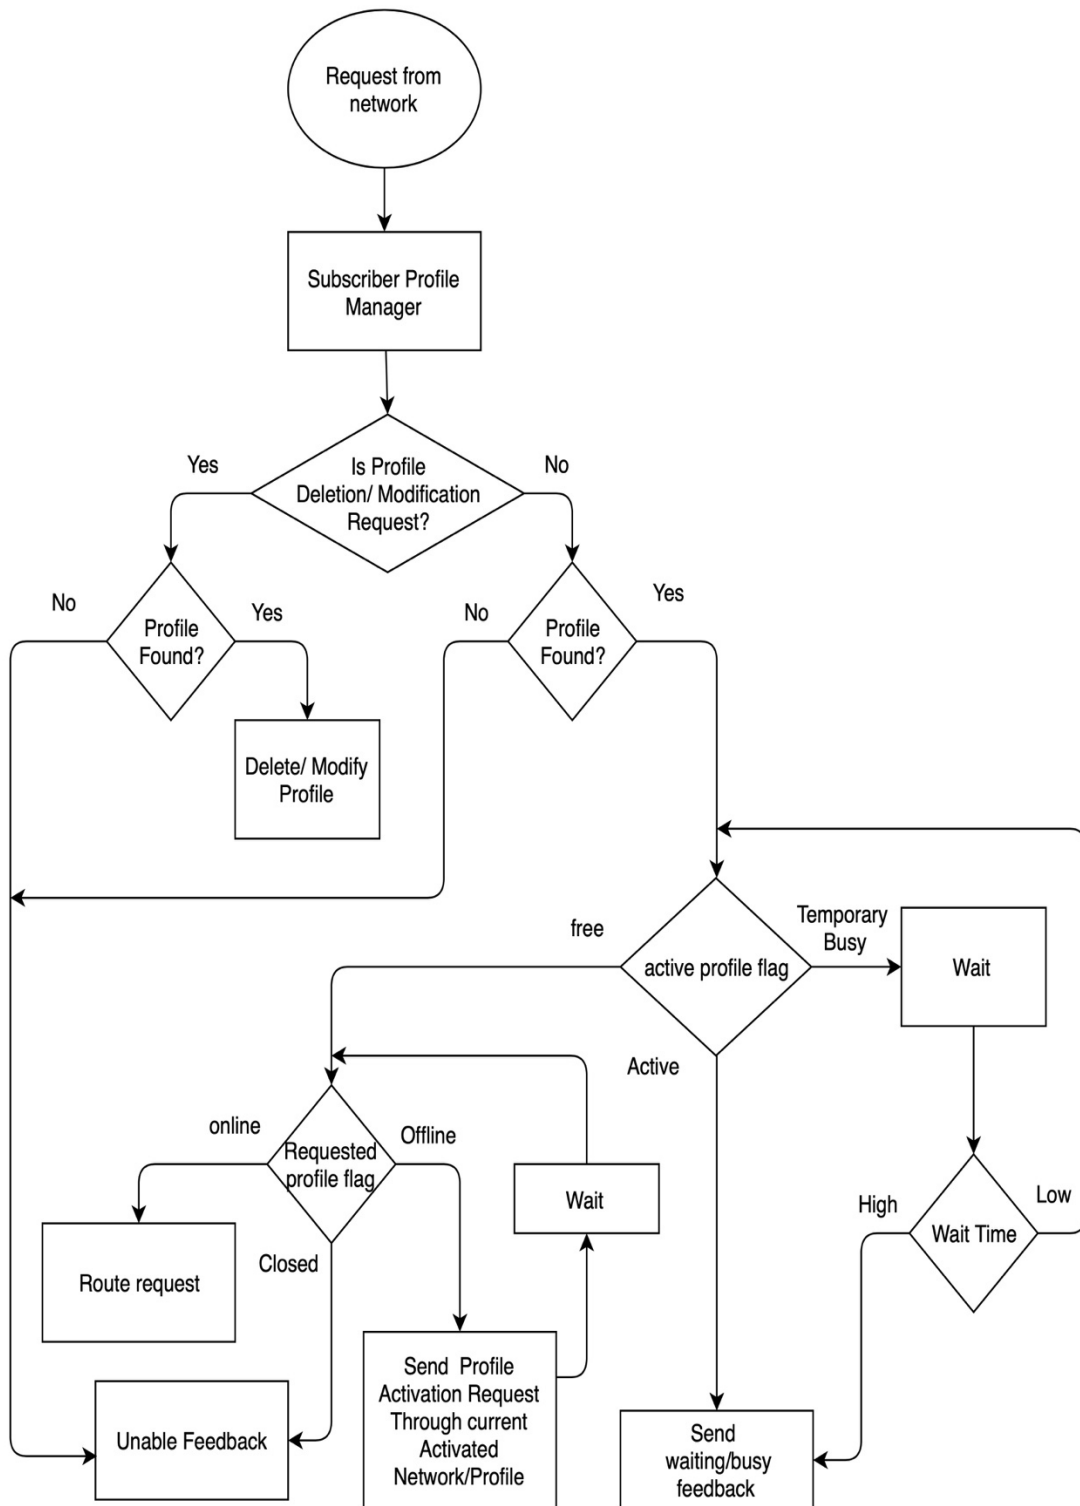 Request from
network
Subscriber Profile
Manager
Is Profile
Deletion/ Modification
Request?
Yes
No
Profile
Found?
No
Yes
Profile
Found?
No
Yes
Delete/ Modify
Profile
active profile flag
free
Temporary
Busy
Active
Wait
Wait Time
High
Low
Requested
profile flag
online
Offline
Closed
Wait
Route request
Unable Feedback
Send Profile
Activation Request
Through current
Activated
Network/Profile
Send
waiting/busy
feedback